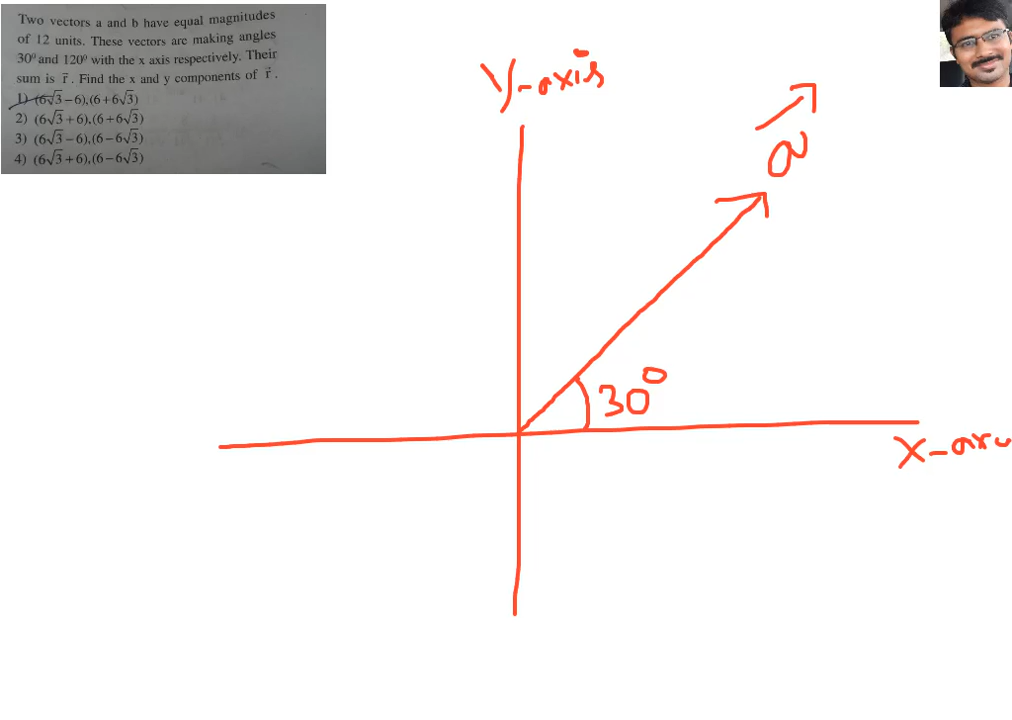 Two vectors a and b have equal magnitudes
of 12 units. These vectors are making angles
30⁰ and 120⁰ with the x axis respectively. Their
sum is r⃗. Find the x and y components of r⃗.
1) (6√3−6),(6+6√3)
2) (6√3+6),(6+6√3)
3) (6√3−6),(6−6√3)
4) (6√3+6),(6−6√3)
Y-axis
a⃗
30⁰
X-axis